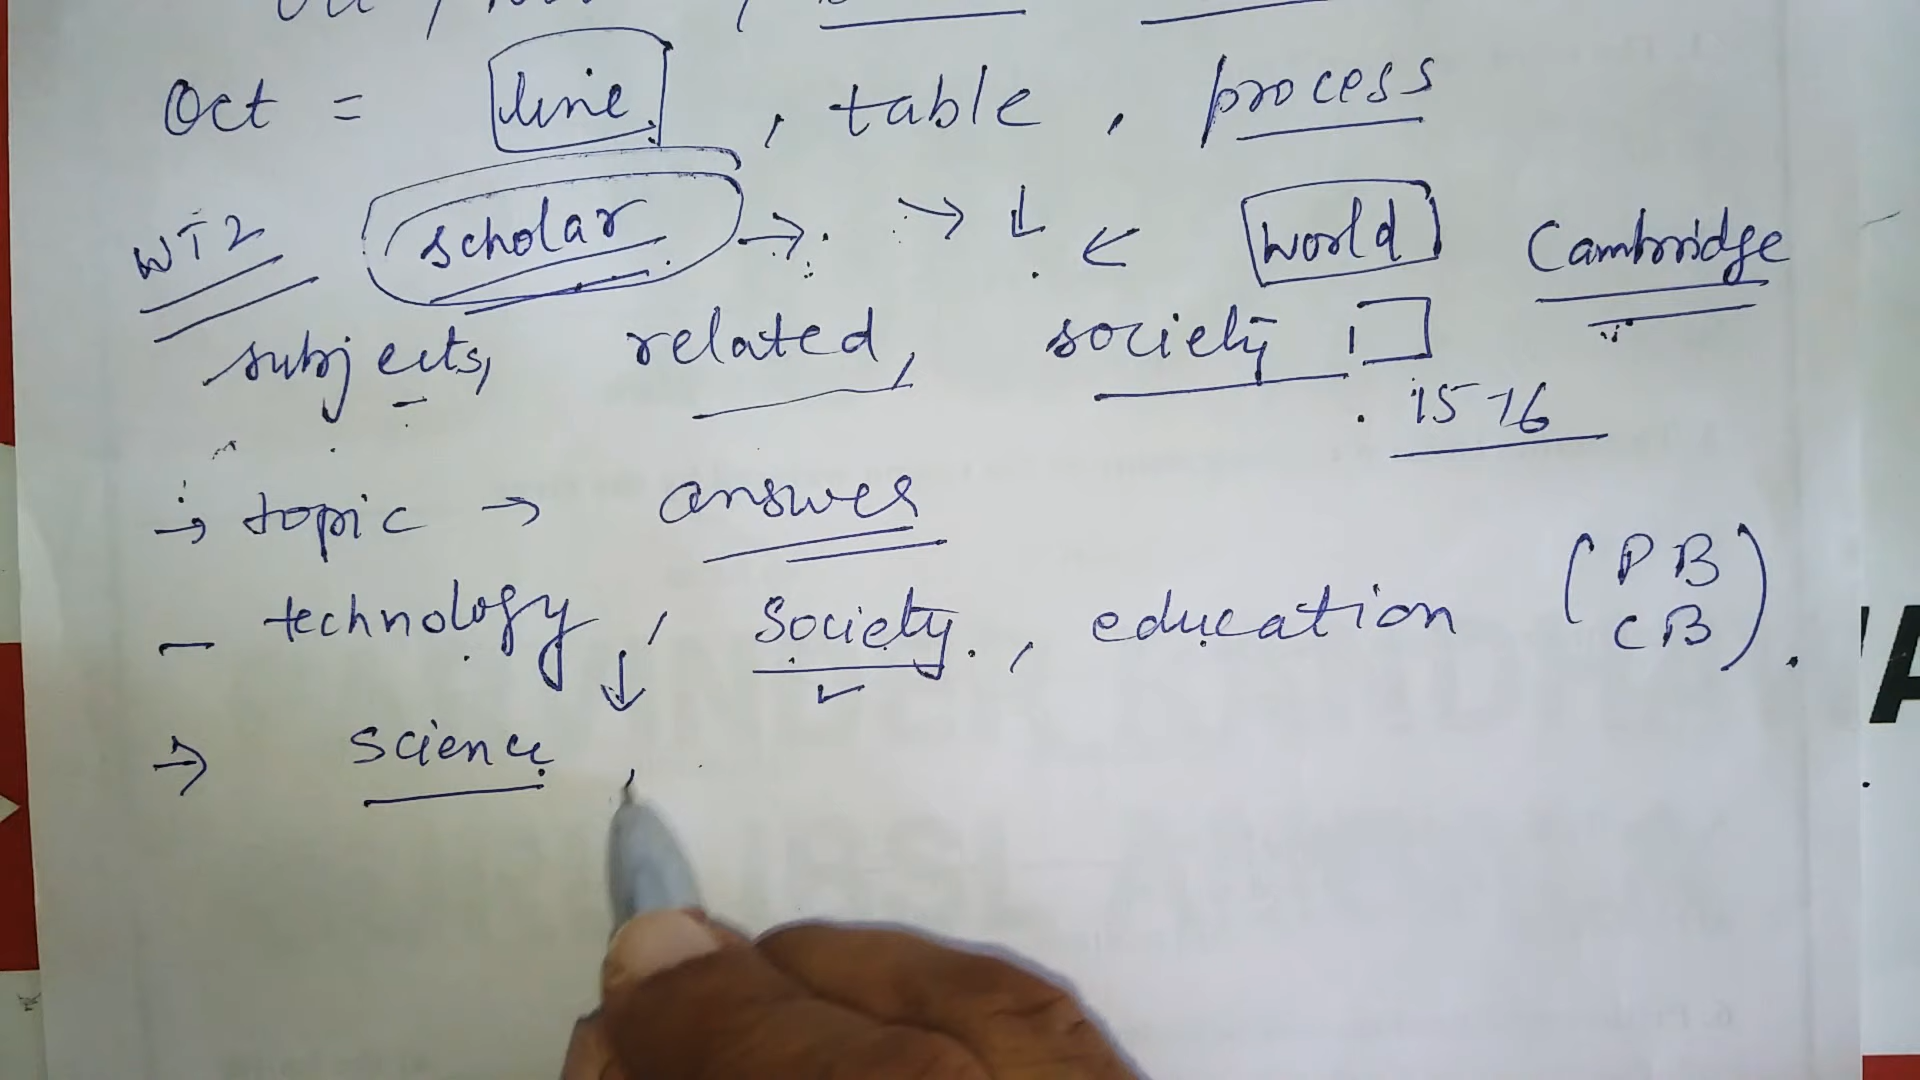 Oct = line, table, process
WT2 scholar → → ↓ < world Cambridge
subjects, related, society
15 16
→ topic → answer
- technology, society, education (PB CB).
→ science,